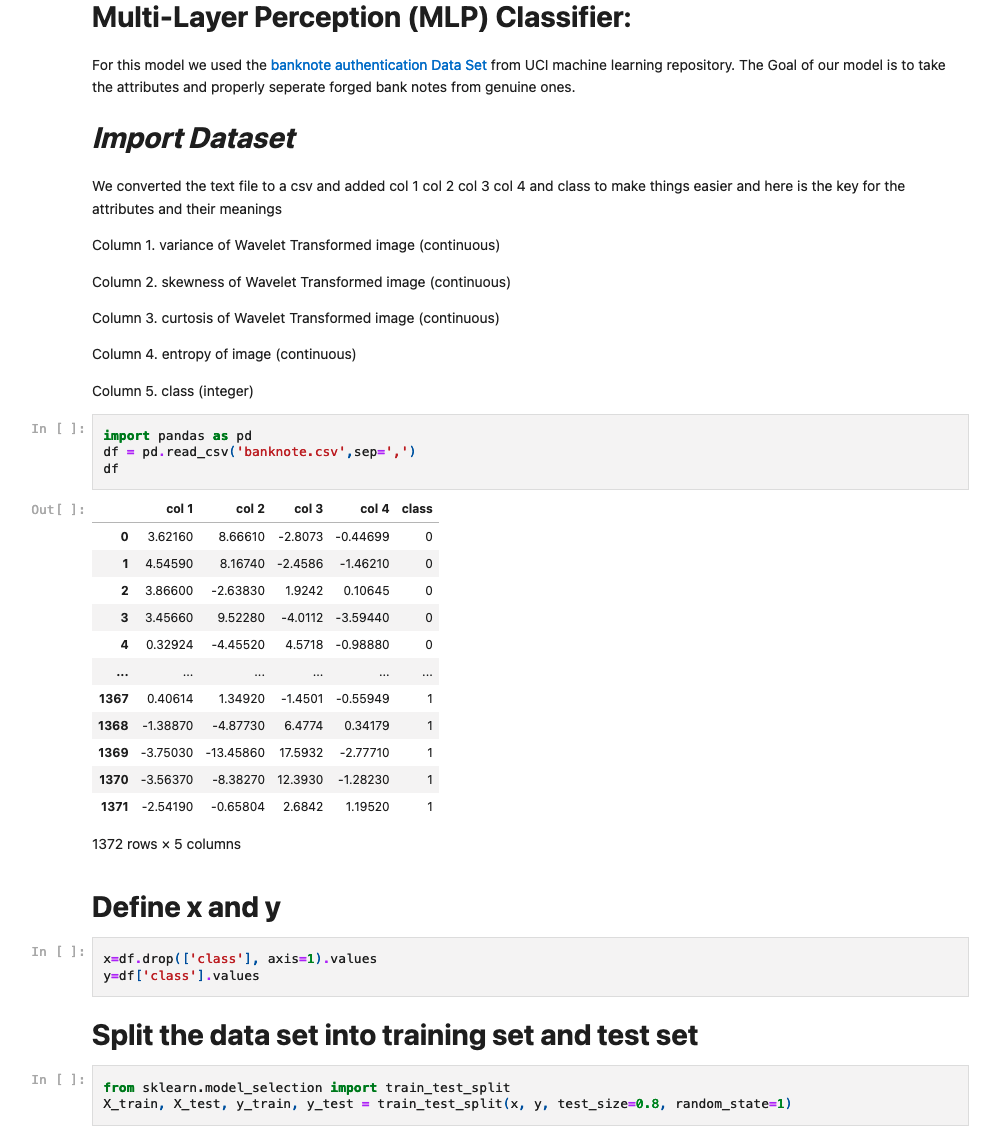 Multi-Layer Perception (MLP) Classifier:
For this model we used the banknote authentication Data Set from UCI machine learning repository. The Goal of our model is to take
the attributes and properly seperate forged bank notes from genuine ones.
Import Dataset
We converted the text file to a csv and added col 1 col 2 col 3 col 4 and class to make things easier and here is the key for the
attributes and their meanings
Column 1. variance of Wavelet Transformed image (continuous)
Column 2. skewness of Wavelet Transformed image (continuous)
Column 3. curtosis of Wavelet Transformed image (continuous)
Column 4. entropy of image (continuous)
Column 5. class (integer)
In [ ]:
import pandas as pd
df = pd.read_csv('banknote.csv',sep=',')
df
Out[ ]:
col 1 col 2 col 3 col 4 class
0 3.62160 8.66610 -2.8073 -0.44699 0
1 4.54590 8.16740 -2.4586 -1.46210 0
2 3.86600 -2.63830 1.9242 0.10645 0
3 3.45660 9.52280 -4.0112 -3.59440 0
4 0.32924 -4.45520 4.5718 -0.98880 0
... ... ... ... ... ...
1367 0.40614 1.34920 -1.4501 -0.55949 1
1368 -1.38870 -4.87730 6.4774 0.34179 1
1369 -3.75030 -13.45860 17.5932 -2.77710 1
1370 -3.56370 -8.38270 12.3930 -1.28230 1
1371 -2.54190 -0.65804 2.6842 1.19520 1
1372 rows × 5 columns
Define x and y
In [ ]:
x=df.drop(['class'], axis=1).values
y=df['class'].values
Split the data set into training set and test set
In [ ]:
from sklearn.model_selection import train_test_split
X_train, X_test, y_train, y_test = train_test_split(x, y, test_size=0.8, random_state=1)